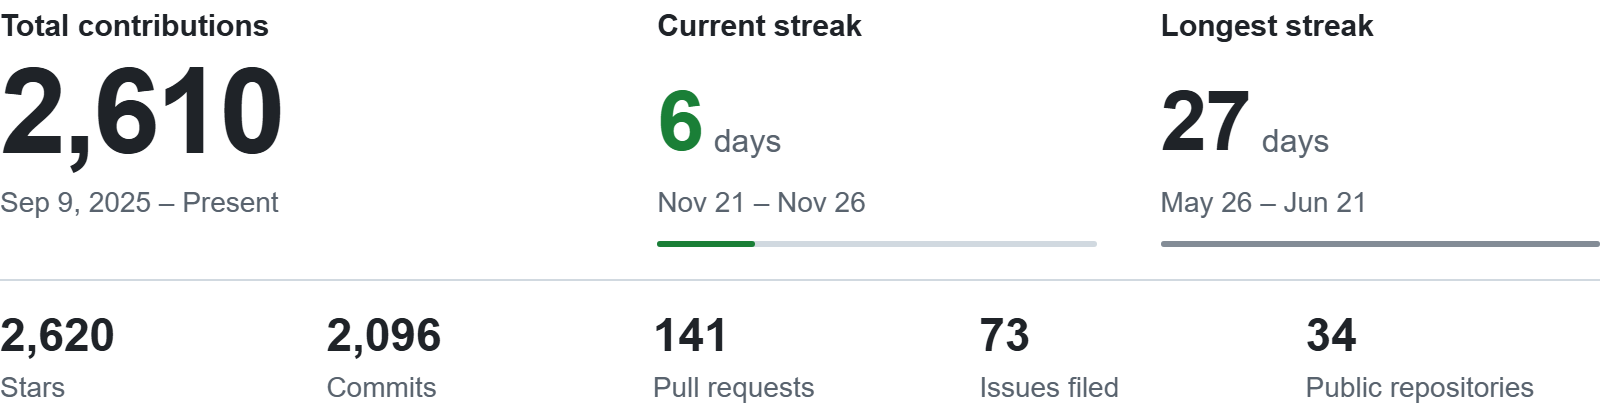 Total contributions
2,610
Sep 9, 2025 – Present
Current streak
6 days
Nov 21 – Nov 26
Longest streak
27 days
May 26 – Jun 21
2,620
Stars
2,096
Commits
141
Pull requests
73
Issues filed
34
Public repositories